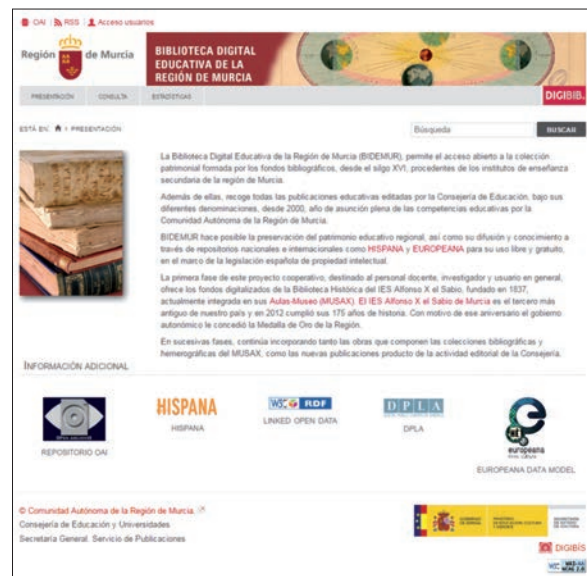 OAI | RSS | Acceso usuarios
Región de Murcia
BIBLIOTECA DIGITAL
EDUCATIVA DE LA
REGIÓN DE MURCIA
PRESENTACIÓN CONSULTA ESTADÍSTICAS
DIGIBIB.
ESTÁ EN: > PRESENTACIÓN
Búsqueda BUSCAR
La Biblioteca Digital Educativa de la Región de Murcia (BIDEMUR), permite el acceso abierto a la colección
patrimonial formada por los fondos bibliográficos, desde el silgo XVI, procedentes de los institutos de enseñanza
secundaria de la región de Murcia.
Además de ellas, recoge todas las publicaciones educativas editadas por la Consejería de Educación, bajo sus
diferentes denominaciones, desde 2000, año de asunción plena de las competencias educativas por la
Comunidad Autónoma de la Región de Murcia.
BIDEMUR hace posible la preservación del patrimonio educativo regional, así como su difusión y conocimiento a
través de repositorios nacionales e internacionales como HISPANA y EUROPEANA para su uso libre y gratuito,
en el marco de la legislación española de propiedad intelectual.
La primera fase de este proyecto cooperativo, destinado al personal docente, investigador y usuario en general,
ofrece los fondos digitalizados de la Biblioteca Histórica del IES Alfonso X el Sabio, fundado en 1837,
actualmente integrada en sus Aulas-Museo (MUSAX). El IES Alfonso X el Sabio de Murcia es el tercero más
antiguo de nuestro país y en 2012 cumplió sus 175 años de historia. Con motivo de ese aniversario el gobierno
autonómico le concedió la Medalla de Oro de la Región.
En sucesivas fases, continúa incorporando tanto las obras que componen las colecciones bibliográficas y
hemerográficas del MUSAX, como las nuevas publicaciones producto de la actividad editorial de la Consejería.
INFORMACIÓN ADICIONAL
HISPANA
W3C RDF
DPLA
europeana
REPOSITORIO OAI
HISPANA
LINKED OPEN DATA
DPLA
EUROPEANA DATA MODEL
© Comunidad Autónoma de la Región de Murcia.
Consejería de Educación y Universidades
Secretaría General. Servicio de Publicaciones
DIGIBÍS
W3C